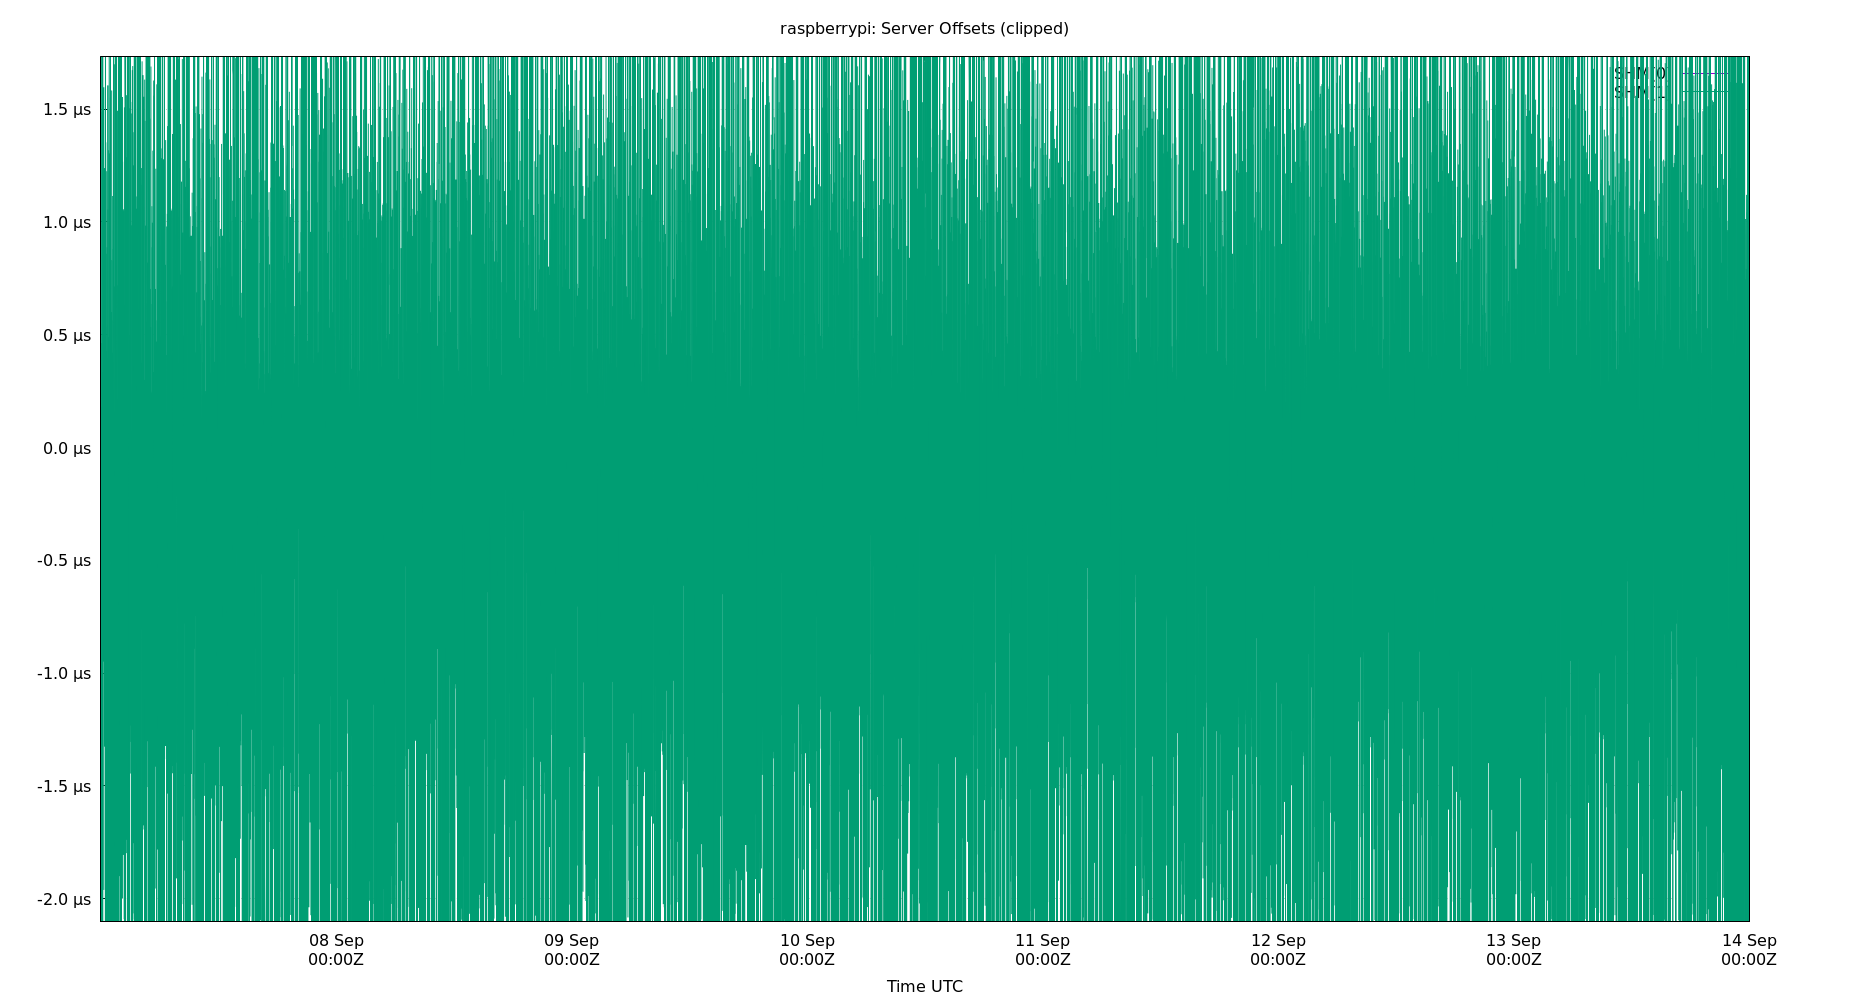 raspberrypi: Server Offsets (clipped)
1.5 µs
1.0 µs
0.5 µs
0.0 µs
-0.5 µs
-1.0 µs
-1.5 µs
-2.0 µs
08 Sep 09 Sep 10 Sep 11 Sep 12 Sep 13 Sep 14 Sep
00:00Z 00:00Z 00:00Z 00:00Z 00:00Z 00:00Z 00:00Z
Time UTC